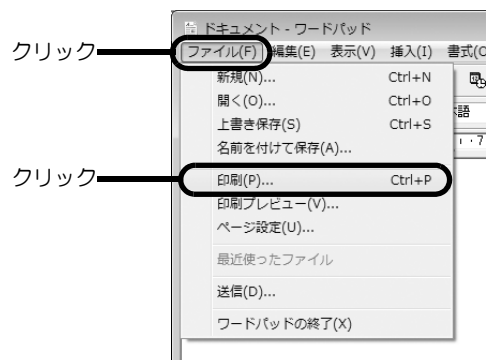 ドキュメント - ワードパッド
クリック
ファイル(F) 編集(E) 表示(V) 挿入(I) 書式(O
新規(N)... Ctrl+N
開く(O)... Ctrl+O
語
上書き保存(S) Ctrl+S
名前を付けて保存(A)...
・7
クリック
印刷(P)... Ctrl+P
印刷プレビュー(V)...
ページ設定(U)...
最近使ったファイル
送信(D)...
ワードパッドの終了(X)